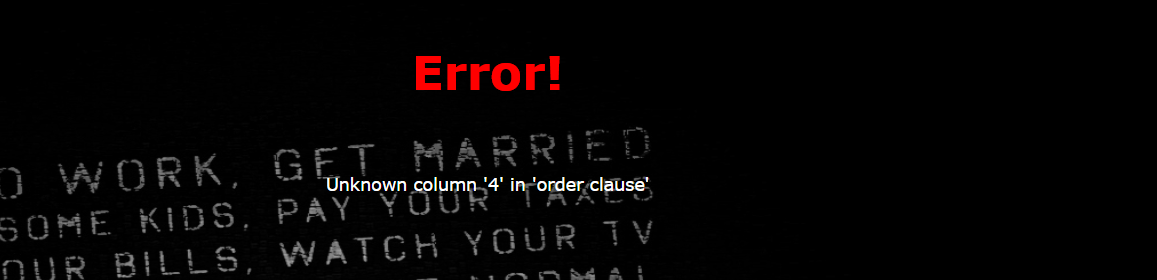 Error!
O WORK, GET MARRIED
Unknown column '4' in 'order clause'
SOME KIDS, PAY YOUR TAXES
OUR BILLS, WATCH YOUR TV
NORMAL